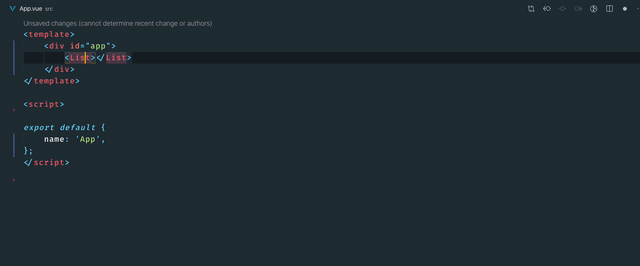 App.vue src
Unsaved changes (cannot determine recent change or authors)
<template>
<div id="app">
<List></List>
</div>
</template>
<script>
export default {
name: 'App',
};
</script>